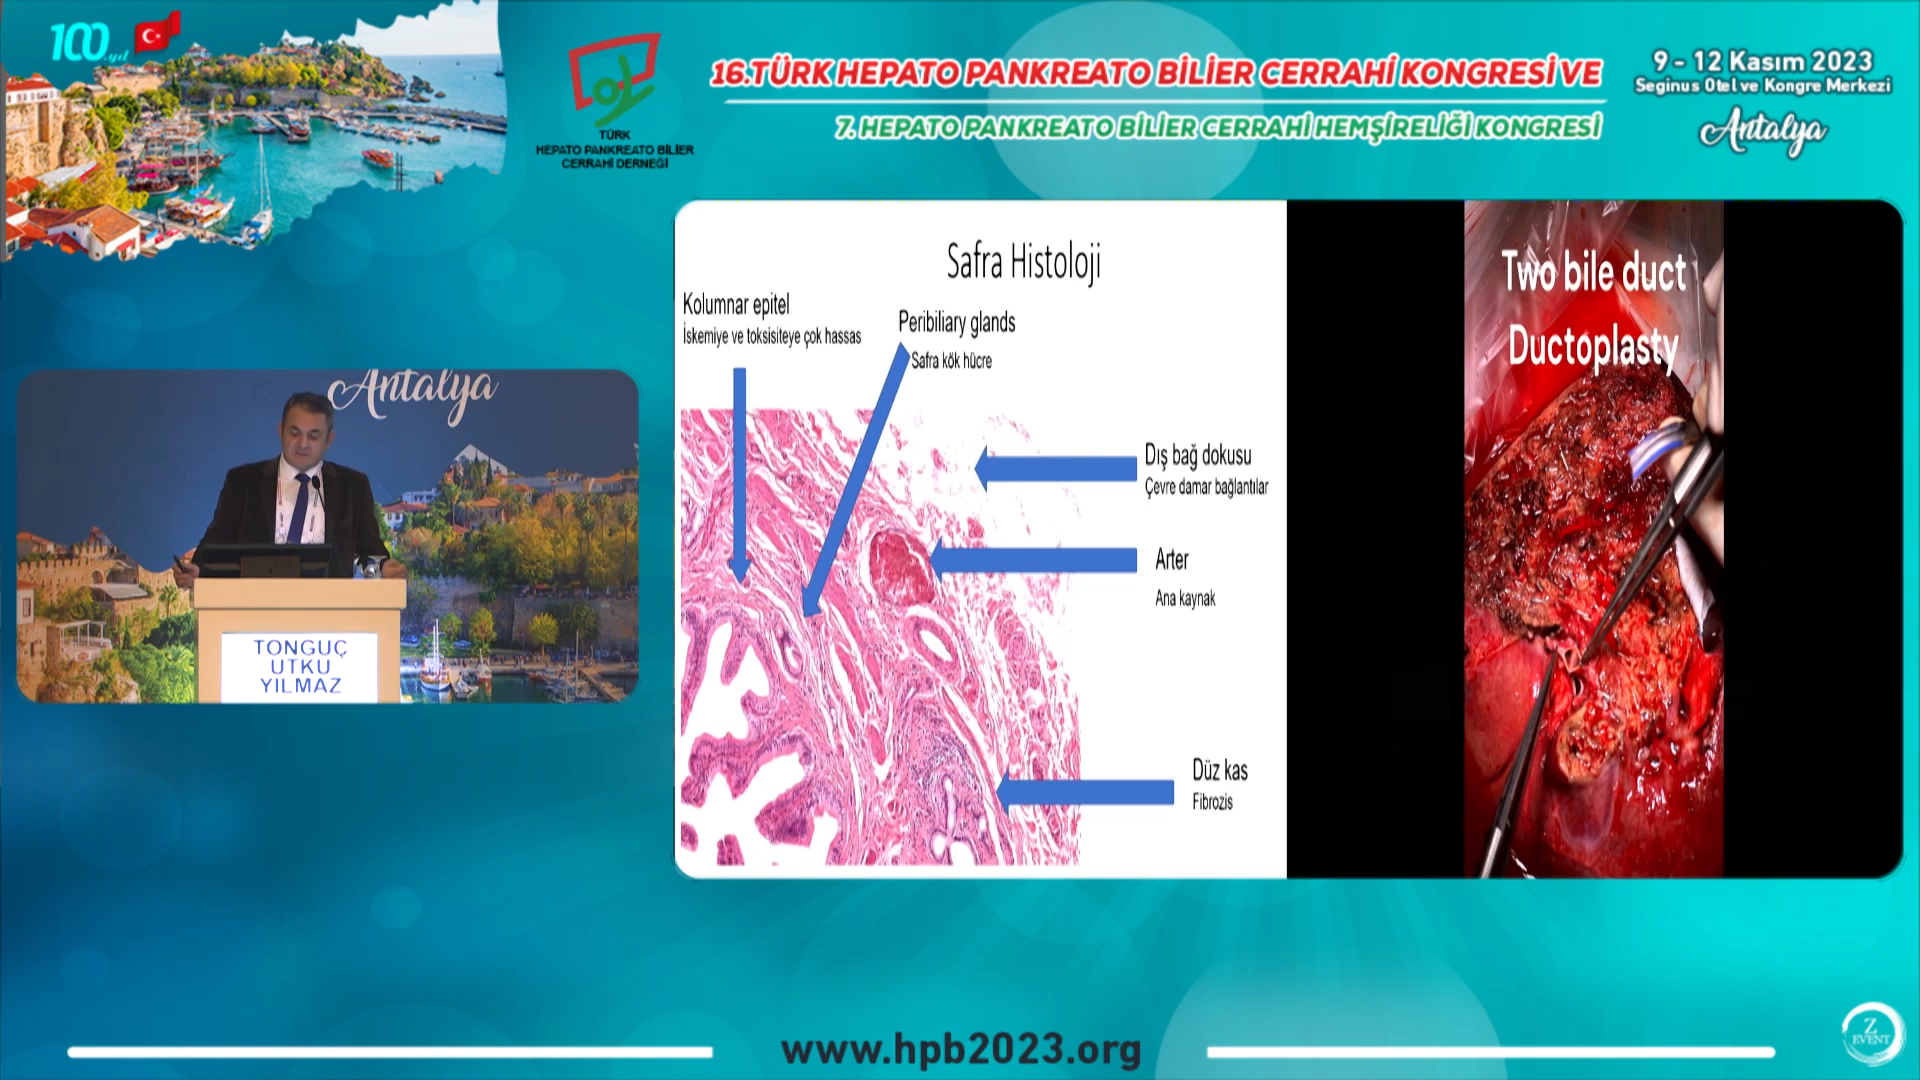 100.yıl
TÜRK
HEPATO PANKREATO BİLİER
CERRAHİ DERNEĞİ
16.TÜRK HEPATO PANKREATO BİLİER CERRAHİ KONGRESİ VE
7. HEPATO PANKREATO BİLİER CERRAHİ HEMŞİRELİĞİ KONGRESİ
9 - 12 Kasım 2023
Seginus Otel ve Kongre Merkezi
Antalya
Antalya
TONGUÇ
UTKU
YILMAZ
Safra Histoloji
Kolumnar epitel
İskemiye ve toksisiteye çok hassas
Peribiliary glands
Safra kök hücre
Dış bağ dokusu
Çevre damar bağlantılar
Arter
Ana kaynak
Düz kas
Fibrozis
Two bile duct
Ductoplasty
www.hpb2023.org
Z
EVENT